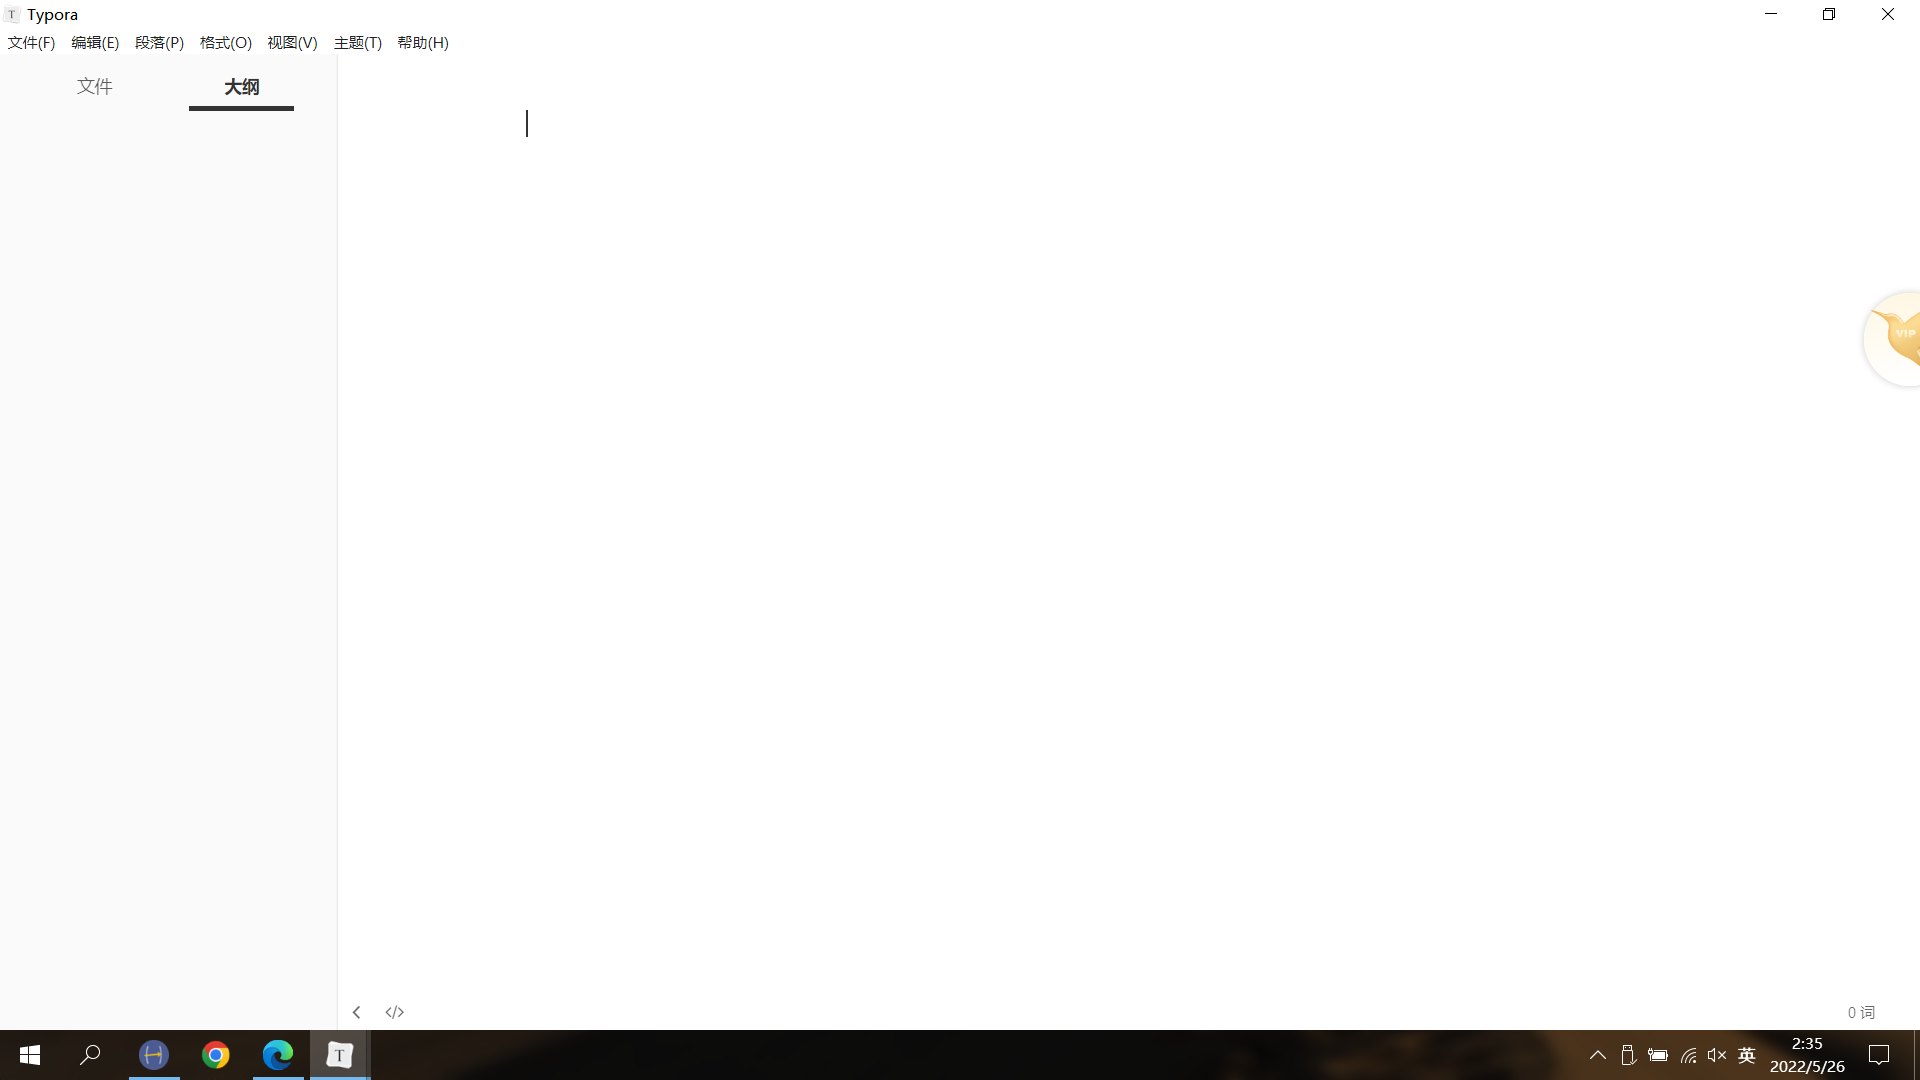 T Typora
文件(F) 编辑(E) 段落(P) 格式(O) 视图(V) 主题(T) 帮助(H)
文件 大纲
VIP
</> 0 词
T
英 2:35
2022/5/26